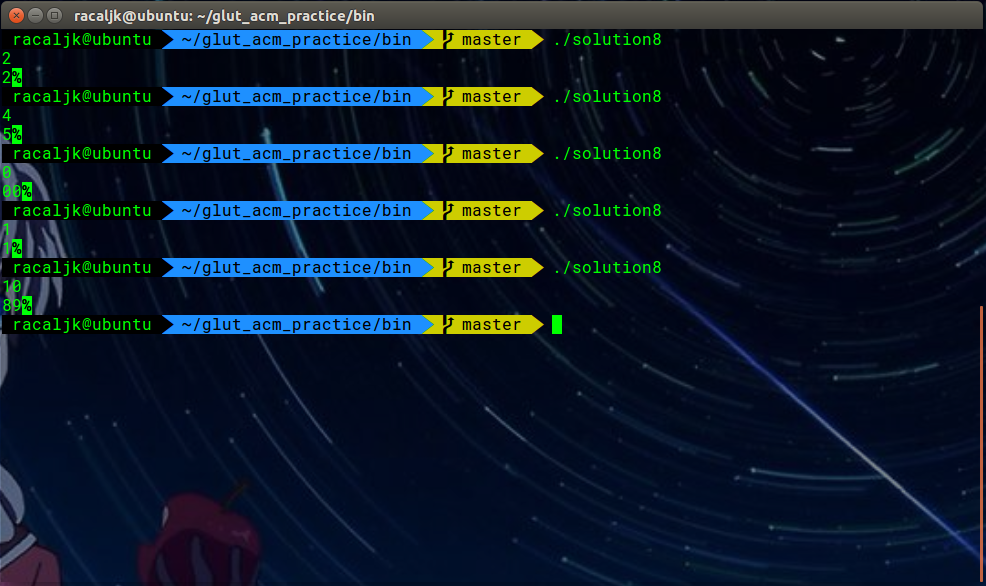 racaljk@ubuntu: ~/glut_acm_practice/bin
racaljk@ubuntu ~/glut_acm_practice/bin master ./solution8
2
2%
racaljk@ubuntu ~/glut_acm_practice/bin master ./solution8
4
5%
racaljk@ubuntu ~/glut_acm_practice/bin master ./solution8
0
00%
racaljk@ubuntu ~/glut_acm_practice/bin master ./solution8
1
1%
racaljk@ubuntu ~/glut_acm_practice/bin master ./solution8
10
89%
racaljk@ubuntu ~/glut_acm_practice/bin master